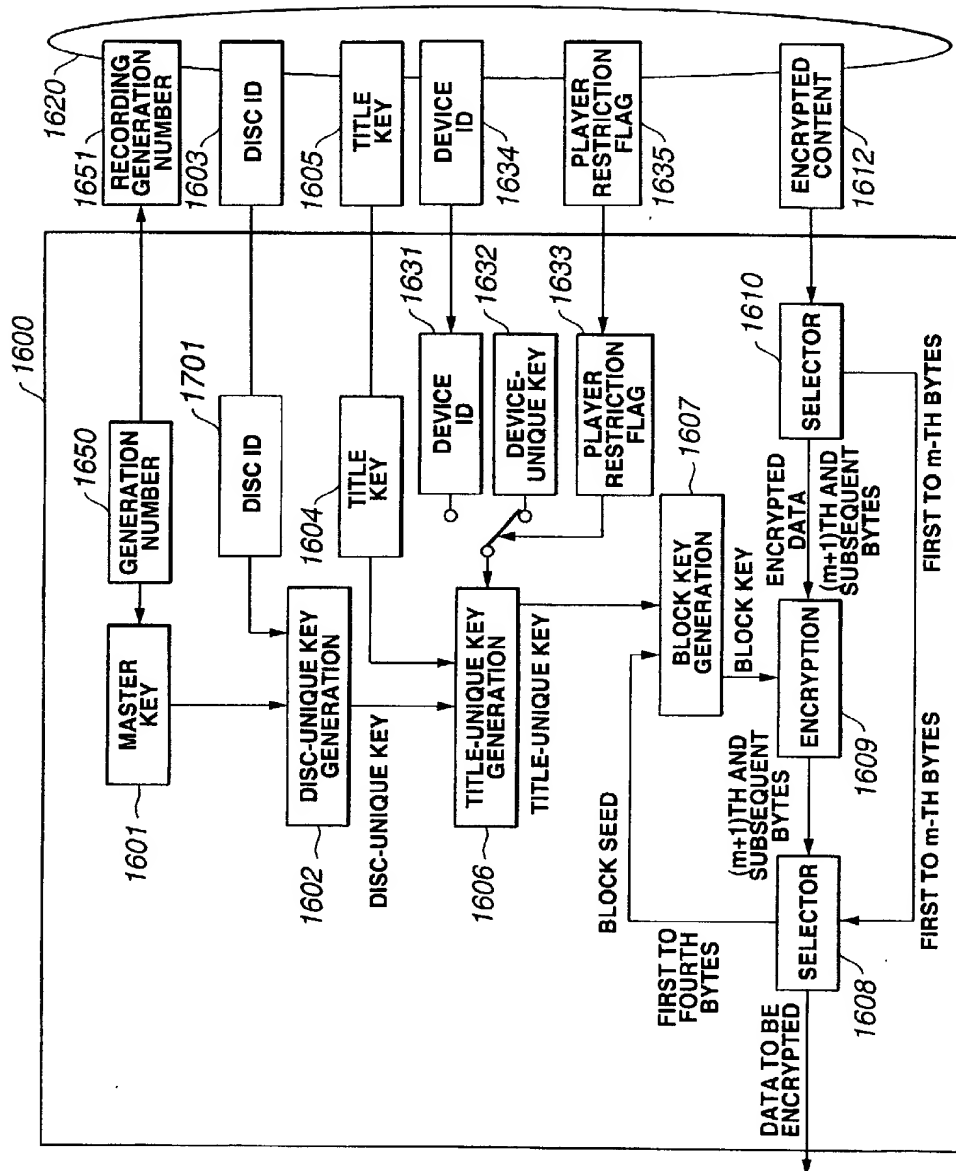 1620
1651
RECORDING
GENERATION
NUMBER
1603
DISC ID
1605
TITLE
KEY
DEVICE
ID
1634
PLAYER
RESTRICTION
FLAG
1635
ENCRYPTED
CONTENT
1612
1600
1650
GENERATION
NUMBER
1701
DISC ID
1604
TITLE
KEY
1631
DEVICE
ID
1632
DEVICE-
UNIQUE KEY
1633
PLAYER
RESTRICTION
FLAG
1610
SELECTOR
MASTER
KEY
1601
DISC-UNIQUE KEY
GENERATION
1602
DISC-UNIQUE KEY
TITLE-UNIQUE KEY
GENERATION
1606
TITLE-UNIQUE KEY
1607
BLOCK KEY
GENERATION
BLOCK KEY
ENCRYPTED
DATA
(m+1)TH AND
SUBSEQUENT
BYTES
FIRST TO m-TH BYTES
ENCRYPTION
1609
(m+1)TH AND
SUBSEQUENT
BYTES
BLOCK SEED
FIRST TO
FOURTH
BYTES
SELECTOR
1608
FIRST TO m-TH BYTES
DATA TO BE
ENCRYPTED